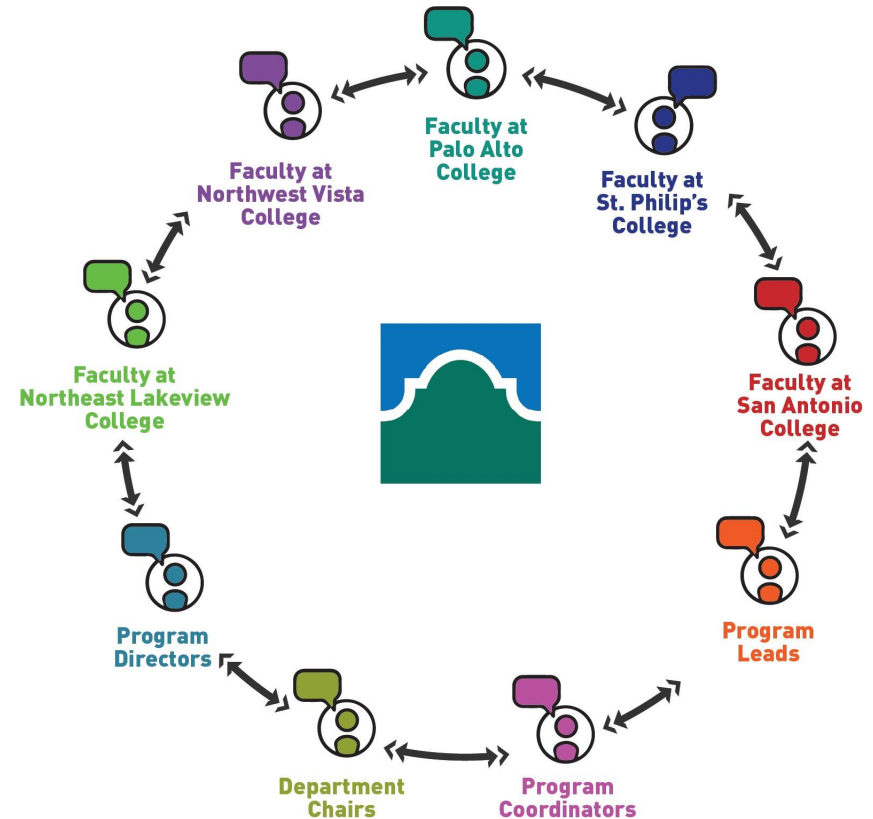 Faculty at
Palo Alto
College
Faculty at
St. Philip's
College
Faculty at
San Antonio
College
Program
Leads
Program
Coordinators
Department
Chairs
Program
Directors
Faculty at
Northeast Lakeview
College
Faculty at
Northwest Vista
College